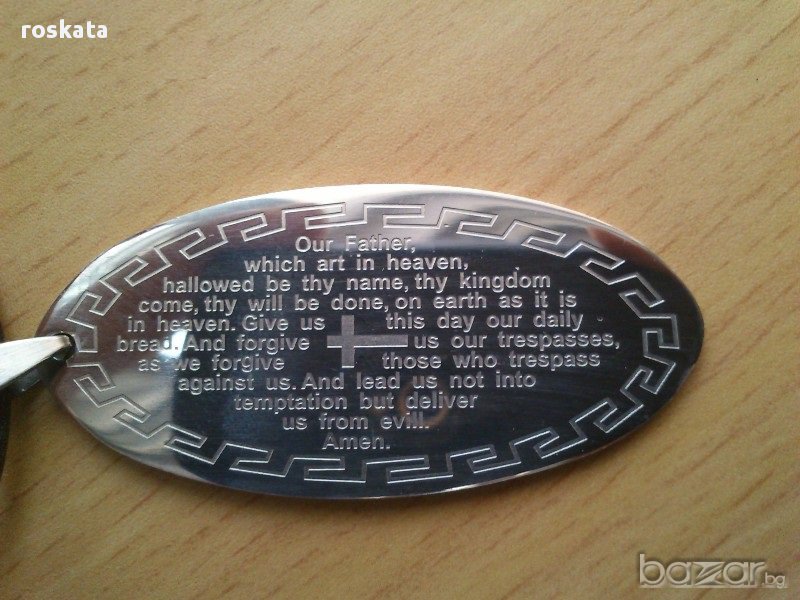 roskata
Our Father,
which art in heaven,
hallowed be thy name, thy kingdom
come, thy will be done, on earth as it is
in heaven. Give us this day our daily
bread. And forgive us our trespasses,
as we forgive those who trespass
against us. And lead us not into
temptation but deliver
us from evill.
Amen.
bazar.bg